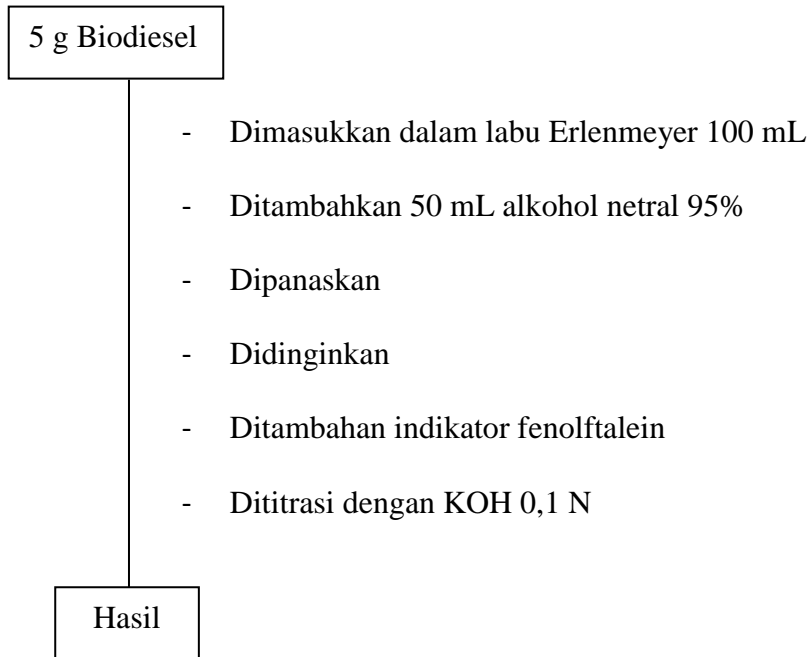 5 g Biodiesel
- Dimasukkan dalam labu Erlenmeyer 100 mL
- Ditambahkan 50 mL alkohol netral 95%
- Dipanaskan
- Didinginkan
- Ditambahan indikator fenolftalein
- Dititrasi dengan KOH 0,1 N
Hasil